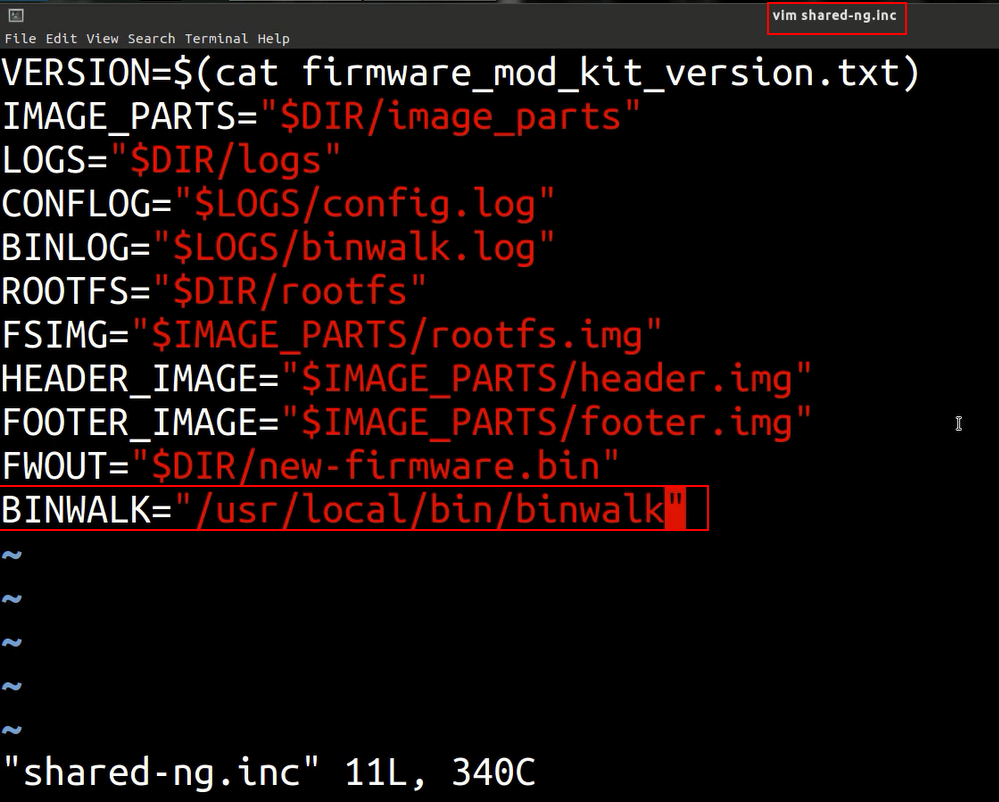 vim shared-ng.inc
File Edit View Search Terminal Help
VERSION=$(cat firmware_mod_kit_version.txt)
IMAGE_PARTS="$DIR/image_parts"
LOGS="$DIR/logs"
CONFLOG="$LOGS/config.log"
BINLOG="$LOGS/binwalk.log"
ROOTFS="$DIR/rootfs"
FSIMG="$IMAGE_PARTS/rootfs.img"
HEADER_IMAGE="$IMAGE_PARTS/header.img"
FOOTER_IMAGE="$IMAGE_PARTS/footer.img"
FWOUT="$DIR/new-firmware.bin"
BINWALK="/usr/local/bin/binwalk"
~
~
~
~
~
"shared-ng.inc" 11L, 340C